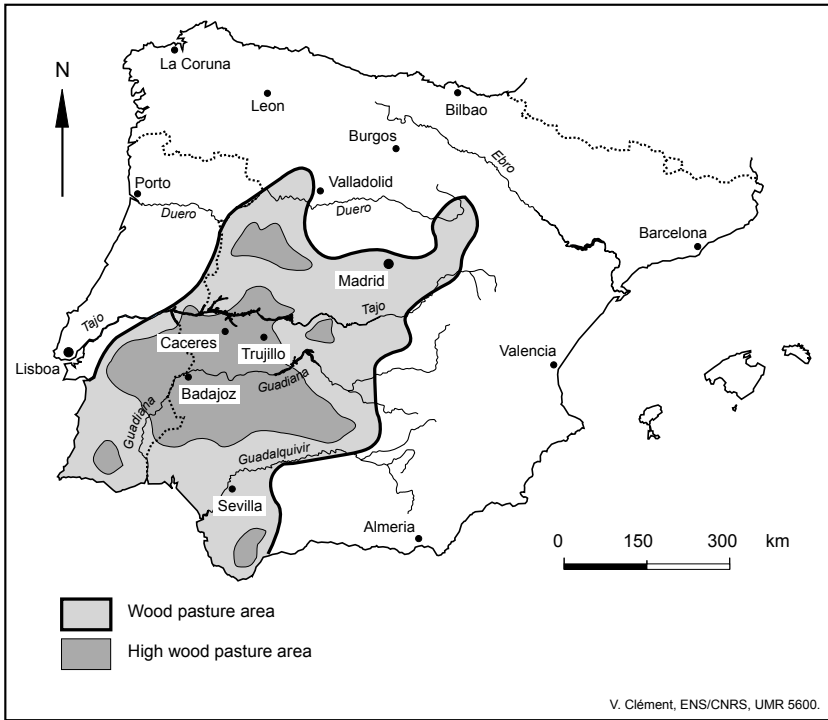 La Coruna
N
Leon
Bilbao
Burgos
Ebro
Porto
Valladolid
Duero
Duero
Barcelona
Madrid
Tajo
Tajo
Caceres
Trujillo
Lisboa
Valencia
Badajoz
Guadiana
Guadiana
Guadalquivir
Sevilla
Almeria
0 150 300 km
Wood pasture area
High wood pasture area
V. Clément, ENS/CNRS, UMR 5600.